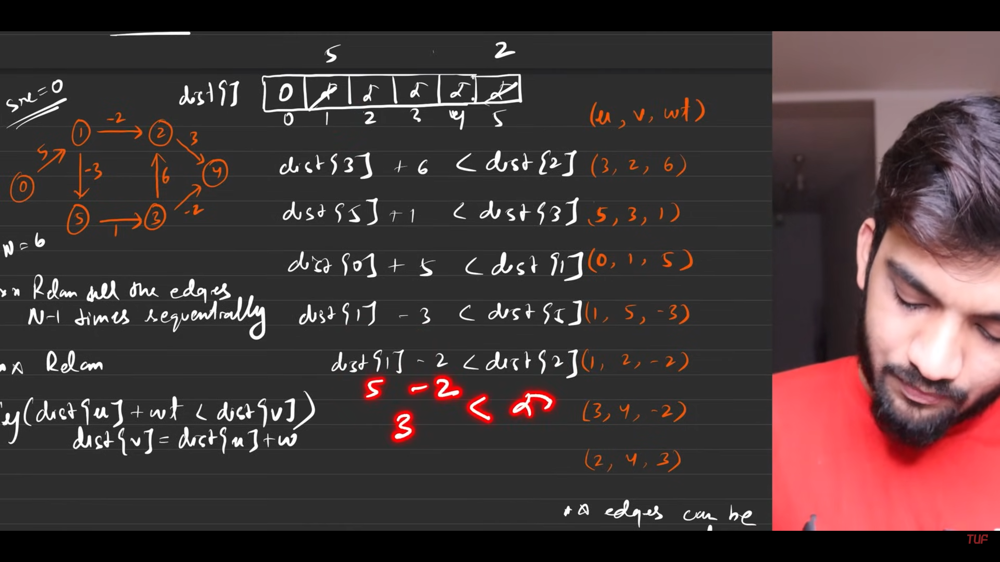 5 2
src = 0
dist[] 0 ∞ ∞ ∞ ∞ ∞
0 1 2 3 4 5
(u, v, wt)
1 -2 2 3
5 -3 6 4
0
5 1 3 -2
dist[3] + 6 < dist[2] (3, 2, 6)
dist[5] + 1 < dist[3] (5, 3, 1)
N = 6
dist[0] + 5 < dist[1] (0, 1, 5)
Relax all the edges
N-1 times sequentially
dist[1] - 3 < dist[5] (1, 5, -3)
Relax
dist[1] - 2 < dist[2] (1, 2, -2)
5 - 2 < ∞
3
if (dist[u] + wt < dist[v])
dist[v] = dist[u] + w
(3, 4, -2)
(2, 4, 3)
edges can be
TUF